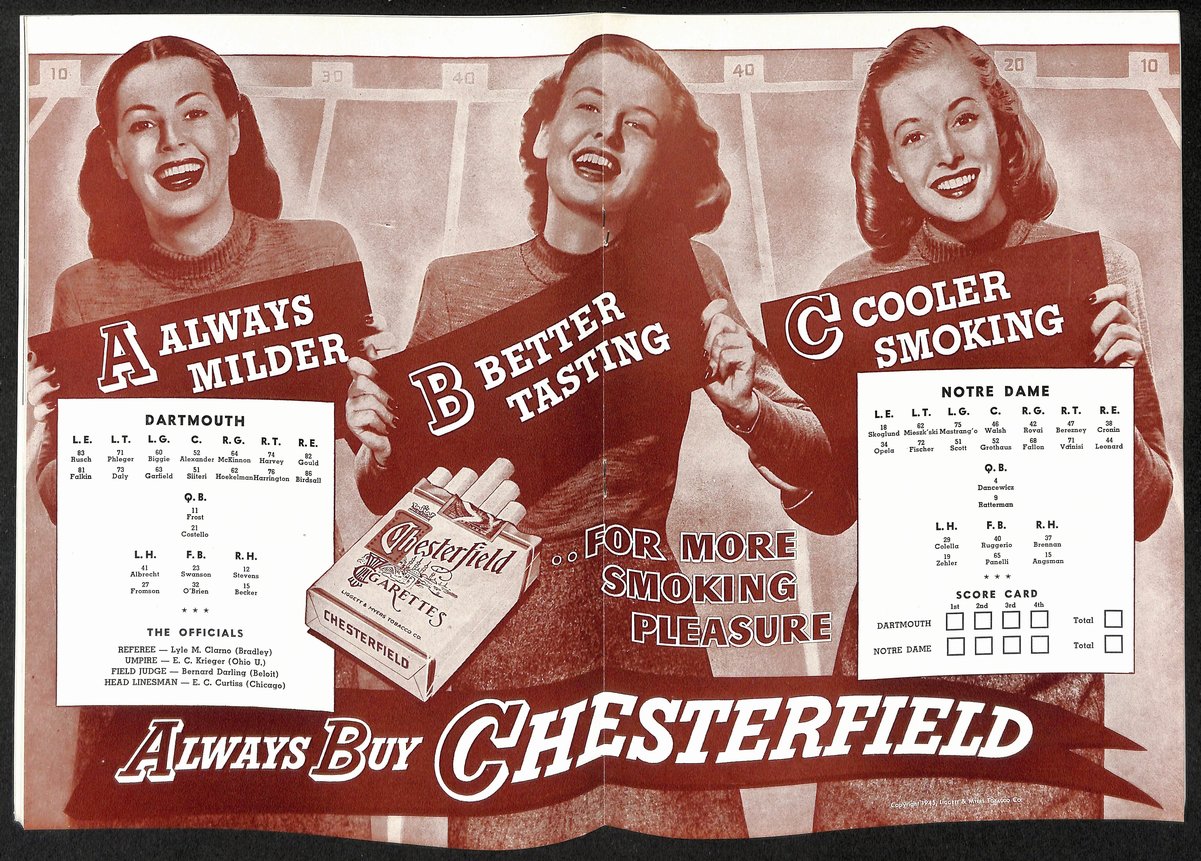 10
30
40
40
20
10
A ALWAYS
MILDER
B BETTER
TASTING
C COOLER
SMOKING
DARTMOUTH
L.E. L.T. L.G. C. R.G. R.T. R.E.
83 71 60 52 64 74 82
Rusch Phleger Biggie Alexander McKinnon Harvey Gould
81 73 63 51 62 76 86
Falkin Daly Garfield Siiteri Hoekelman Harrington Birdsall
Q.B.
11
Frost
21
Costello
L.H. F.B. R.H.
41 23 12
Albrecht Swanson Stevens
27 32 15
Fromson O'Brien Becker
* * *
THE OFFICIALS
REFEREE — Lyle M. Clarno (Bradley)
UMPIRE — E. C. Krieger (Ohio U.)
FIELD JUDGE — Bernard Darling (Beloit)
HEAD LINESMAN — E. C. Curtiss (Chicago)
Chesterfield
CIGARETTES
LIGGETT & MYERS TOBACCO CO.
CHESTERFIELD
..FOR MORE
SMOKING
PLEASURE
NOTRE DAME
L.E. L.T. L.G. C. R.G. R.T. R.E.
18 62 75 46 42 47 38
Skoglund Mieszk'ski Mastrang'o Walsh Rovai Berezney Cronin
34 72 51 52 68 71 44
Opela Fischer Scott Grothaus Fallon Vainisi Leonard
Q.B.
4
Dancewicz
9
Ratterman
L.H. F.B. R.H.
29 40 37
Colella Ruggerio Brennan
19 65 15
Zehler Panelli Angsman
* * *
SCORE CARD
1st 2nd 3rd 4th
DARTMOUTH Total
NOTRE DAME Total
ALWAYS BUY CHESTERFIELD
Copyright 1945, LIGGETT & MYERS TOBACCO CO.